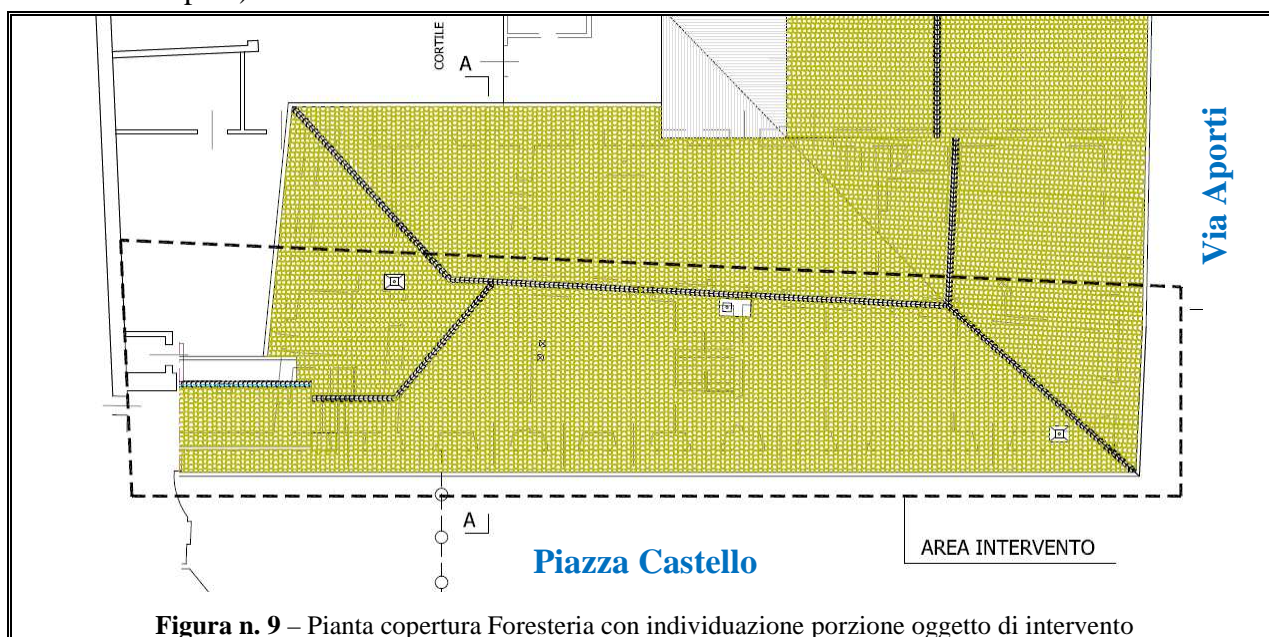 CORTILE
A
Via Aporti
A
AREA INTERVENTO
Piazza Castello
Figura n. 9 – Pianta copertura Foresteria con individuazione porzione oggetto di intervento